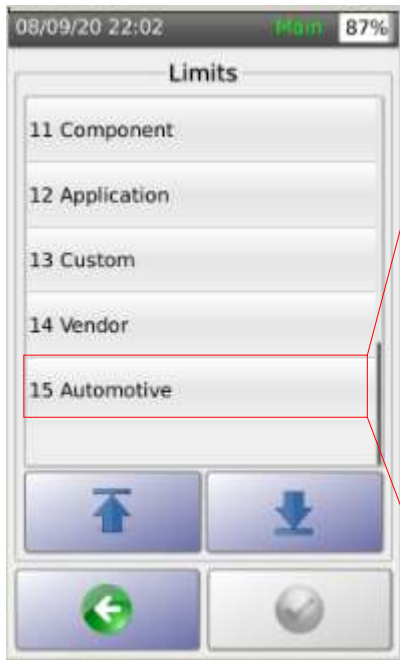 08/09/20 22:02 Main 87%
Limits
11 Component
12 Application
13 Custom
14 Vendor
15 Automotive